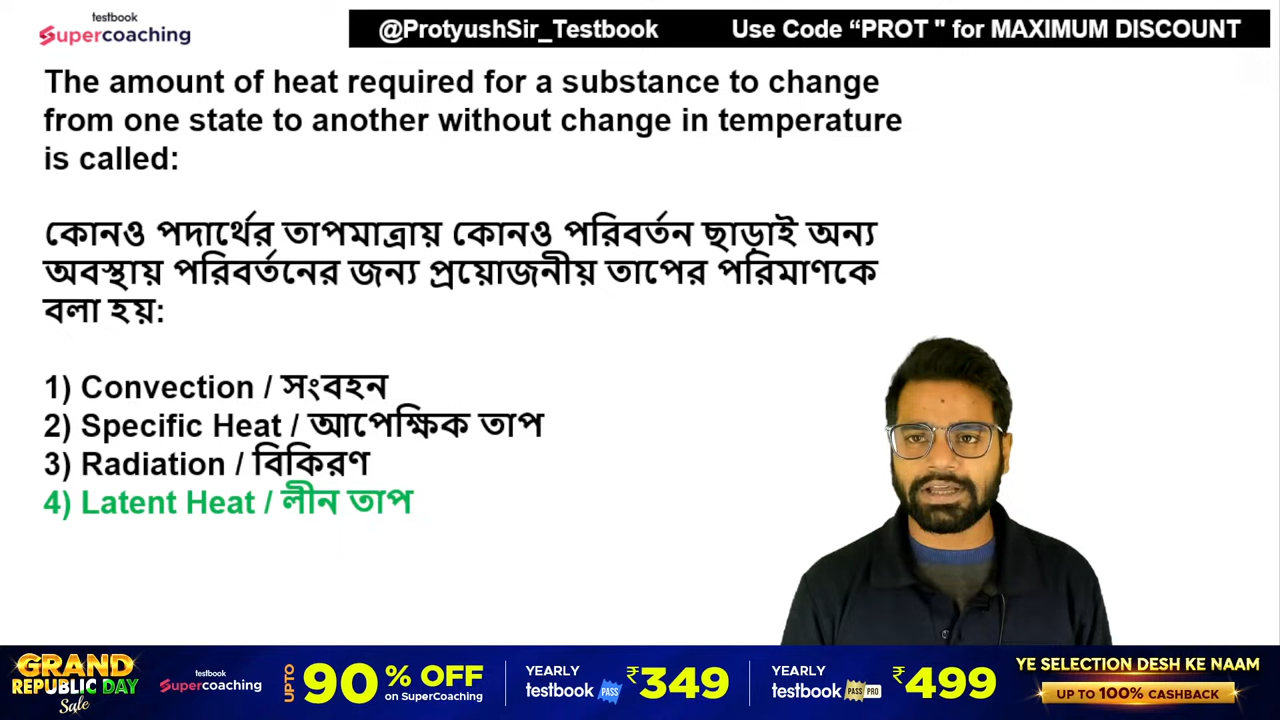 testbook
Supercoaching
@ProtyushSir_Testbook
Use Code “PROT " for MAXIMUM DISCOUNT
The amount of heat required for a substance to change
from one state to another without change in temperature
is called:
কোনও পদার্থের তাপমাত্রায় কোনও পরিবর্তন ছাড়াই অন্য
অবস্থায় পরিবর্তনের জন্য প্রয়োজনীয় তাপের পরিমাণকে
বলা হয়:
1) Convection / সংবহন
2) Specific Heat / আপেক্ষিক তাপ
3) Radiation / বিকিরণ
4) Latent Heat / লীন তাপ
GRAND
REPUBLIC DAY
Sale
testbook
Supercoaching
UPTO
90% OFF
on SuperCoaching
YEARLY
testbook PASS
₹349
YEARLY
testbook PASS PRO
₹499
YE SELECTION DESH KE NAAM
UP TO 100% CASHBACK